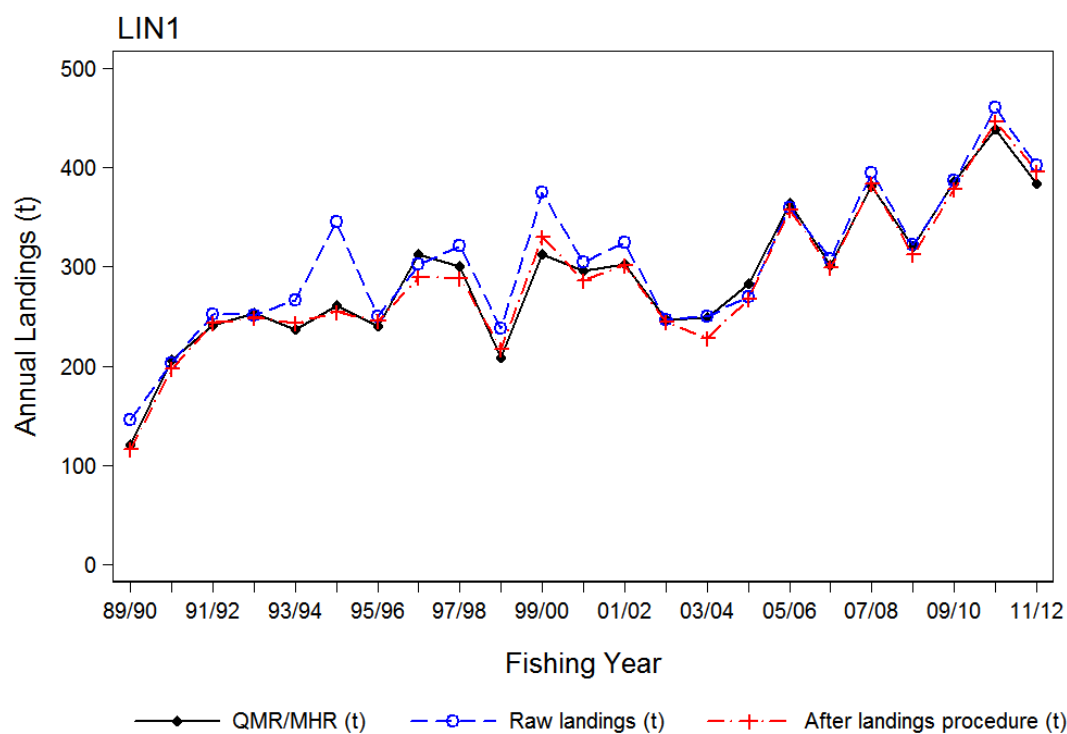 LIN1
500
400
300
200
100
0
Annual Landings (t)
89/90 91/92 93/94 95/96 97/98 99/00 01/02 03/04 05/06 07/08 09/10 11/12
Fishing Year
QMR/MHR (t) Raw landings (t) After landings procedure (t)